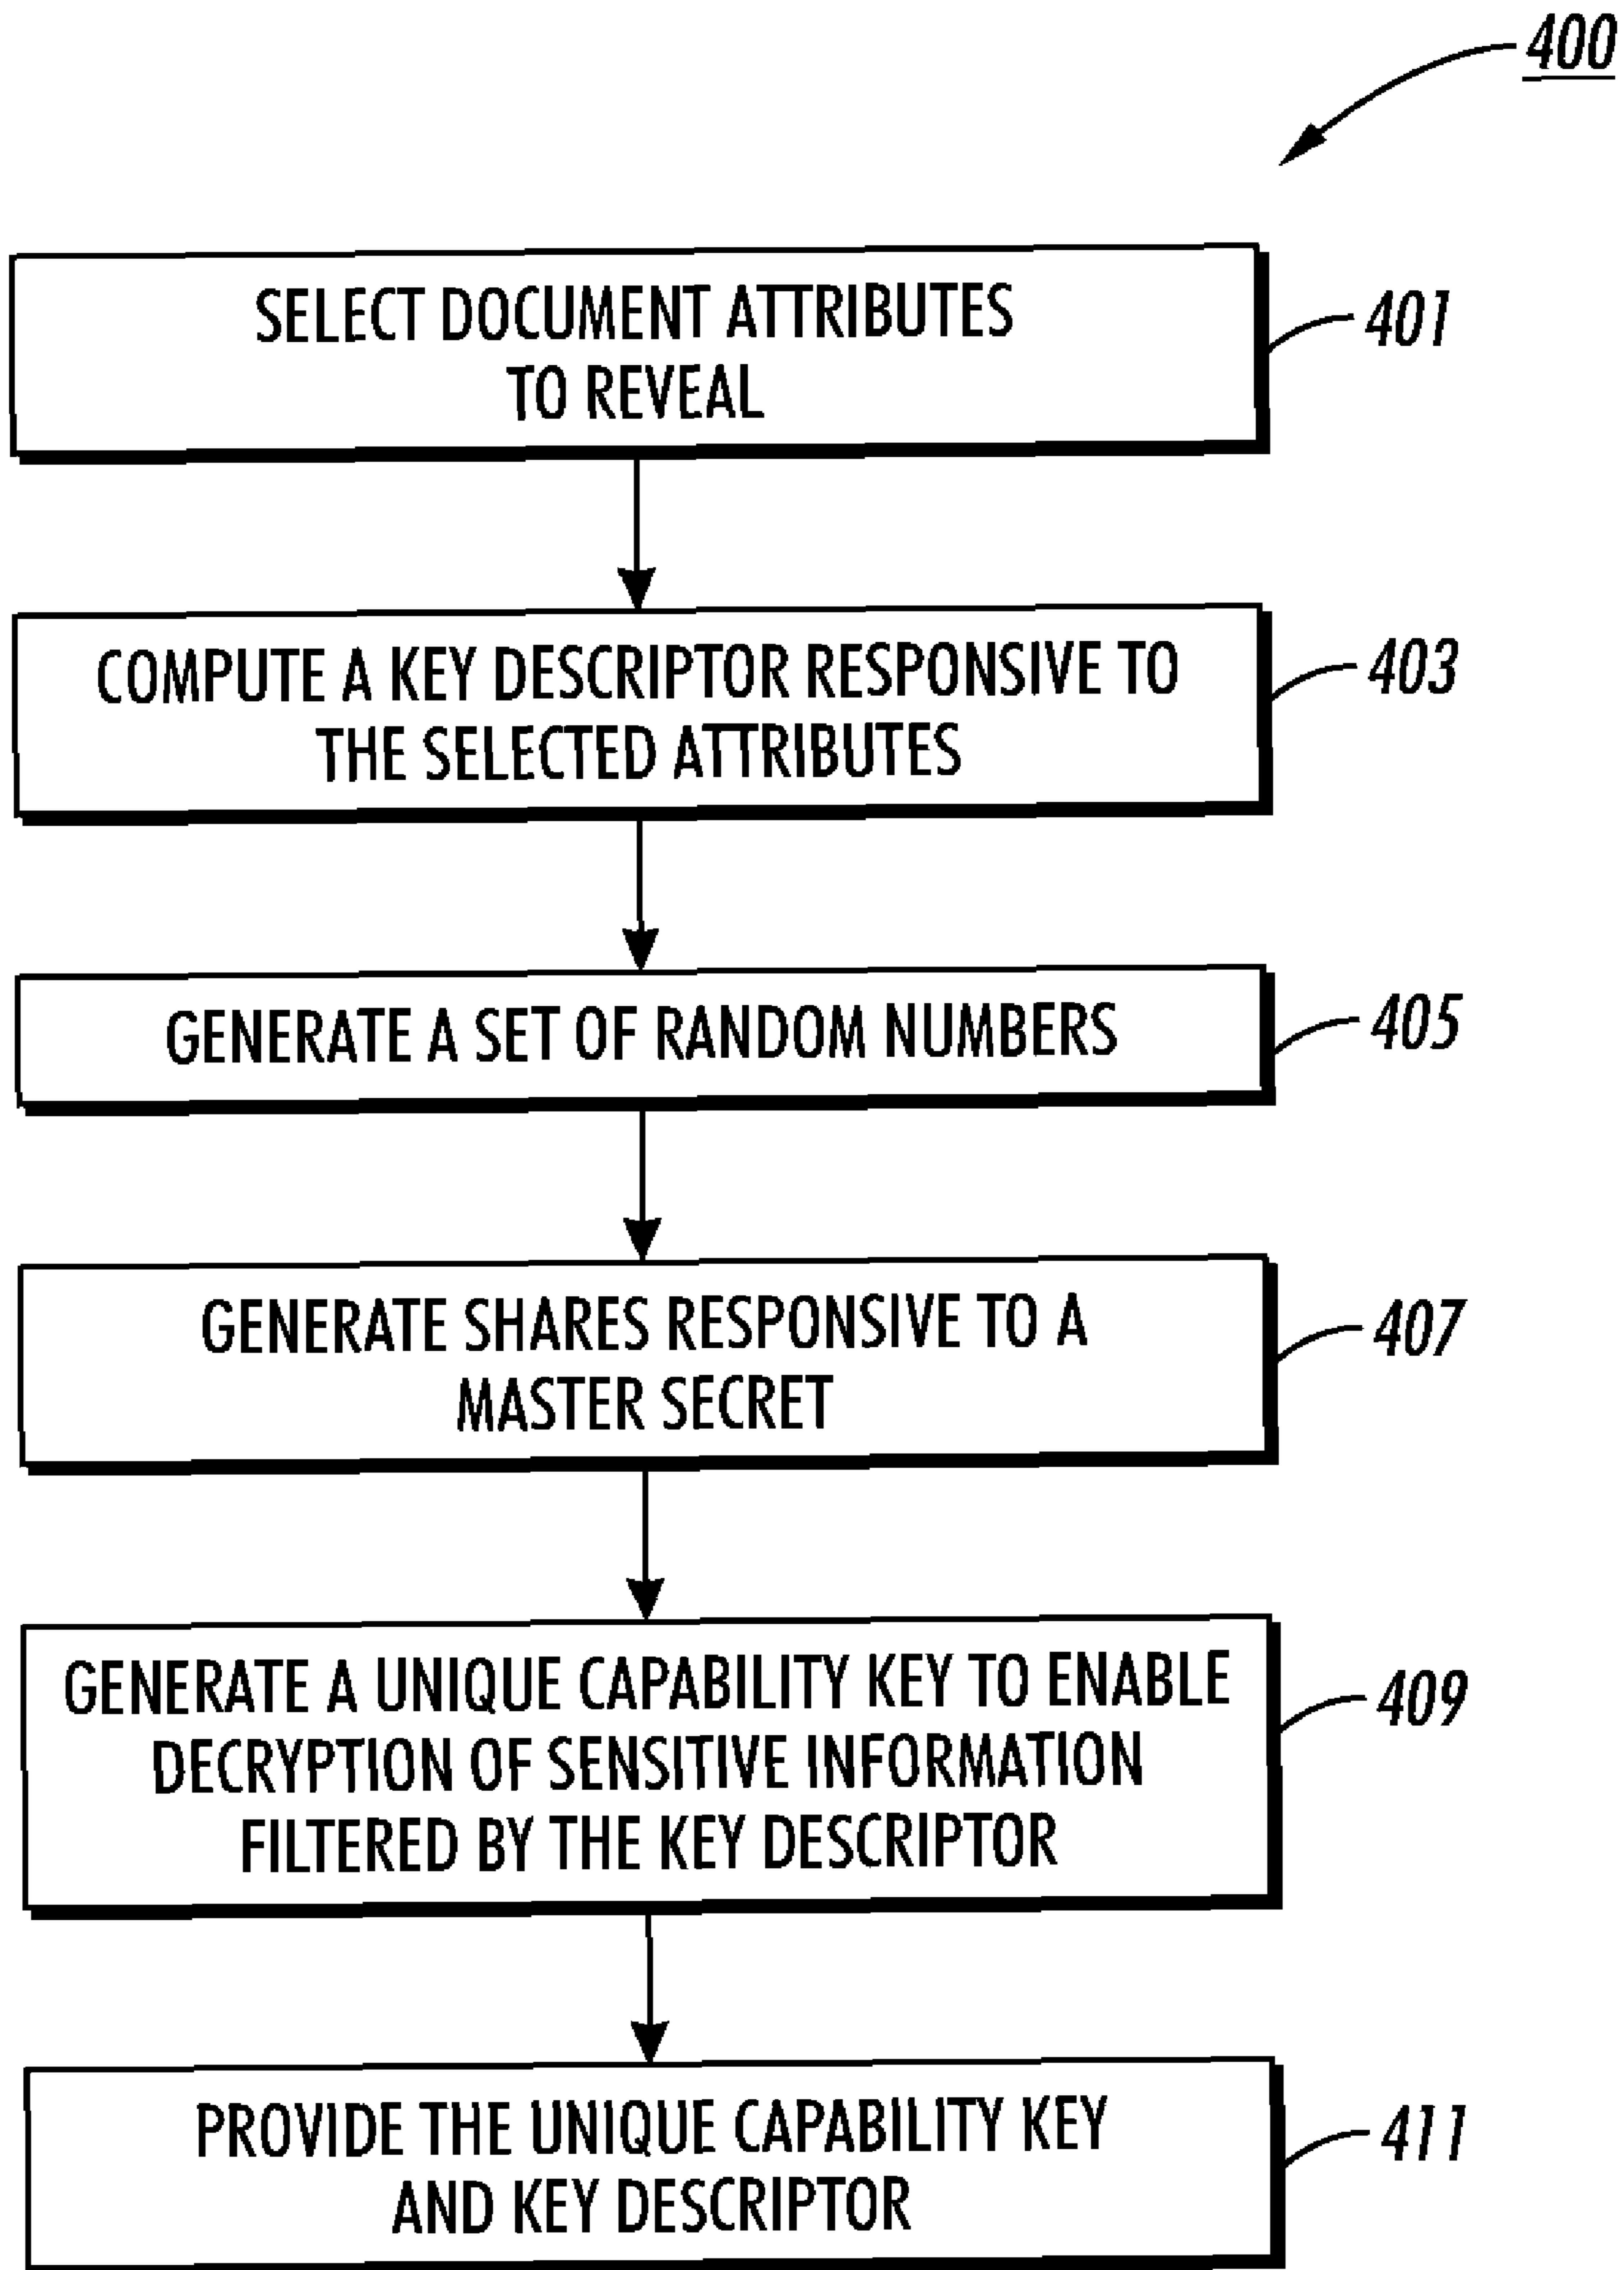 400
SELECT DOCUMENT ATTRIBUTES
TO REVEAL
401
COMPUTE A KEY DESCRIPTOR RESPONSIVE TO
THE SELECTED ATTRIBUTES
403
GENERATE A SET OF RANDOM NUMBERS
405
GENERATE SHARES RESPONSIVE TO A
MASTER SECRET
407
GENERATE A UNIQUE CAPABILITY KEY TO ENABLE
DECRYPTION OF SENSITIVE INFORMATION
FILTERED BY THE KEY DESCRIPTOR
409
PROVIDE THE UNIQUE CAPABILITY KEY
AND KEY DESCRIPTOR
411